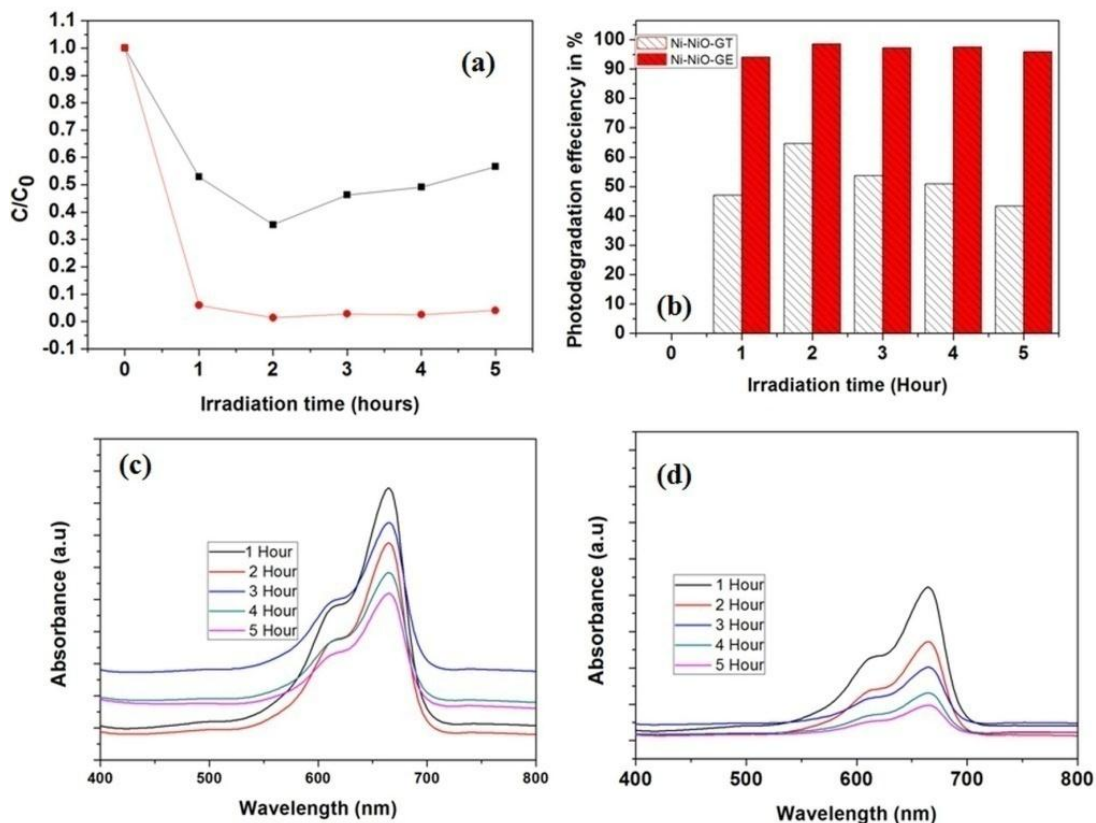 1.1
1.0
0.9
0.8
0.7
0.6
0.5
0.4
0.3
0.2
0.1
0.0
-0.1
C/C0
(a)
0 1 2 3 4 5
Irradiation time (hours)
100
90
80
70
60
50
40
30
20
10
0
Photodegradation effeciency in %
Ni-NiO-GT
Ni-NiO-GE
(b)
0 1 2 3 4 5
Irradiation time (Hour)
(c)
Absorbance (a.u)
1 Hour
2 Hour
3 Hour
4 Hour
5 Hour
400 500 600 700 800
Wavelength (nm)
(d)
Absorbance (a.u)
1 Hour
2 Hour
3 Hour
4 Hour
5 Hour
400 500 600 700 800
Wavelength (nm)